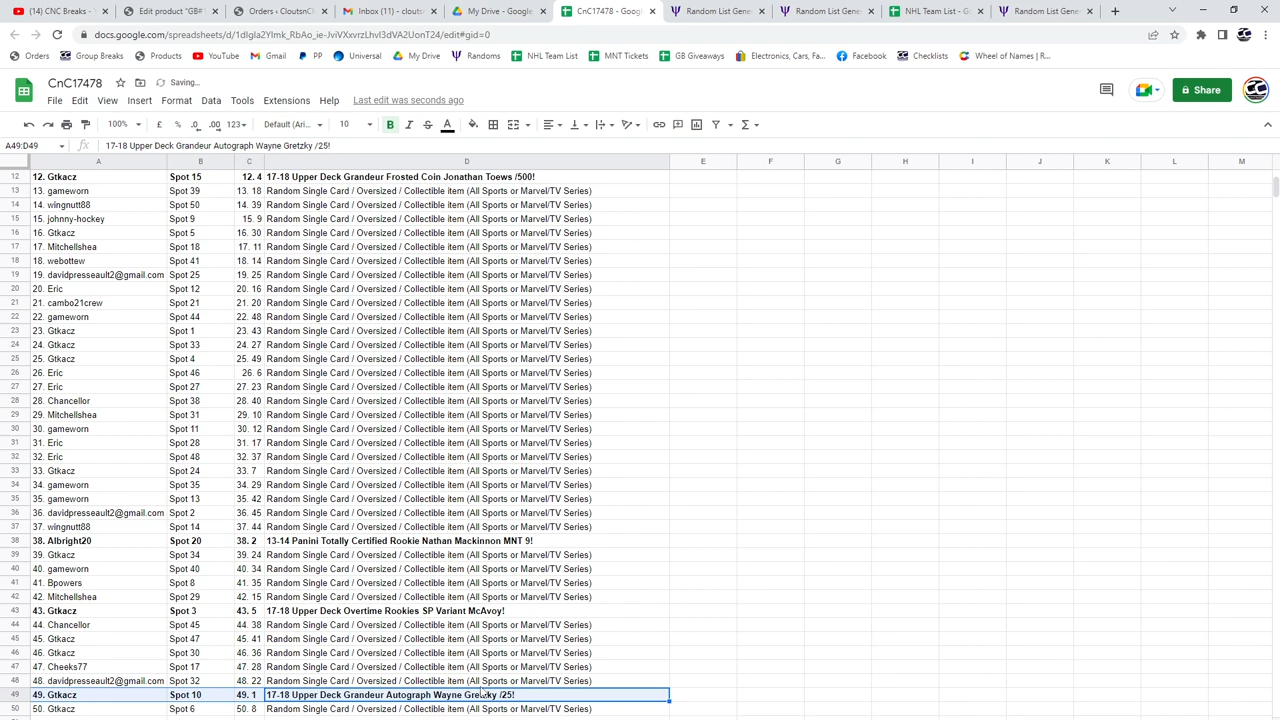 (14) CNC Breaks - Y
Edit product "GB#
Orders ‹ CloutsnC
Inbox (11) - clouts
My Drive - Google
CnC17478 - Googl
Random List Gene
Random List Gene
NHL Team List - G
Random List Gene
docs.google.com/spreadsheets/d/1dIgla2YImk_RbAo_ie-JviVXxvrzLhvI3dVA2UonT24/edit#gid=0
Orders
Group Breaks
Products
YouTube
Gmail
PP
Universal
My Drive
Randoms
NHL Team List
MNT Tickets
GB Giveaways
Electronics, Cars, Fa...
Facebook
Checklists
Wheel of Names | R...
CnC17478
Saving...
File Edit View Insert Format Data Tools Extensions Help Last edit was seconds ago
Share
100% £ % .0 .00 123 Default (Ari... 10 B I S A
A49:D49 fx 17-18 Upper Deck Grandeur Autograph Wayne Gretzky /25!
A B C D E F G H I J K L M
12 12. Gtkacz Spot 15 12. 4 17-18 Upper Deck Grandeur Frosted Coin Jonathan Toews /500!
13 13. gameworn Spot 39 13. 18 Random Single Card / Oversized / Collectible item (All Sports or Marvel/TV Series)
14 14. wingnutt88 Spot 50 14. 39 Random Single Card / Oversized / Collectible item (All Sports or Marvel/TV Series)
15 15. johnny-hockey Spot 9 15. 9 Random Single Card / Oversized / Collectible item (All Sports or Marvel/TV Series)
16 16. Gtkacz Spot 5 16. 30 Random Single Card / Oversized / Collectible item (All Sports or Marvel/TV Series)
17 17. Mitchellshea Spot 18 17. 11 Random Single Card / Oversized / Collectible item (All Sports or Marvel/TV Series)
18 18. webottew Spot 41 18. 14 Random Single Card / Oversized / Collectible item (All Sports or Marvel/TV Series)
19 19. davidpresseault2@gmail.com Spot 25 19. 25 Random Single Card / Oversized / Collectible item (All Sports or Marvel/TV Series)
20 20. Eric Spot 12 20. 16 Random Single Card / Oversized / Collectible item (All Sports or Marvel/TV Series)
21 21. cambo21crew Spot 21 21. 20 Random Single Card / Oversized / Collectible item (All Sports or Marvel/TV Series)
22 22. gameworn Spot 44 22. 48 Random Single Card / Oversized / Collectible item (All Sports or Marvel/TV Series)
23 23. Gtkacz Spot 1 23. 43 Random Single Card / Oversized / Collectible item (All Sports or Marvel/TV Series)
24 24. Gtkacz Spot 33 24. 27 Random Single Card / Oversized / Collectible item (All Sports or Marvel/TV Series)
25 25. Gtkacz Spot 4 25. 49 Random Single Card / Oversized / Collectible item (All Sports or Marvel/TV Series)
26 26. Eric Spot 46 26. 6 Random Single Card / Oversized / Collectible item (All Sports or Marvel/TV Series)
27 27. Eric Spot 27 27. 23 Random Single Card / Oversized / Collectible item (All Sports or Marvel/TV Series)
28 28. Chancellor Spot 38 28. 40 Random Single Card / Oversized / Collectible item (All Sports or Marvel/TV Series)
29 29. Mitchellshea Spot 31 29. 10 Random Single Card / Oversized / Collectible item (All Sports or Marvel/TV Series)
30 30. gameworn Spot 11 30. 12 Random Single Card / Oversized / Collectible item (All Sports or Marvel/TV Series)
31 31. Eric Spot 28 31. 17 Random Single Card / Oversized / Collectible item (All Sports or Marvel/TV Series)
32 32. Eric Spot 48 32. 37 Random Single Card / Oversized / Collectible item (All Sports or Marvel/TV Series)
33 33. Gtkacz Spot 24 33. 7 Random Single Card / Oversized / Collectible item (All Sports or Marvel/TV Series)
34 34. gameworn Spot 35 34. 29 Random Single Card / Oversized / Collectible item (All Sports or Marvel/TV Series)
35 35. gameworn Spot 13 35. 42 Random Single Card / Oversized / Collectible item (All Sports or Marvel/TV Series)
36 36. davidpresseault2@gmail.com Spot 2 36. 45 Random Single Card / Oversized / Collectible item (All Sports or Marvel/TV Series)
37 37. wingnutt88 Spot 14 37. 44 Random Single Card / Oversized / Collectible item (All Sports or Marvel/TV Series)
38 38. Albright20 Spot 20 38. 2 13-14 Panini Totally Certified Rookie Nathan Mackinnon MNT 9!
39 39. Gtkacz Spot 34 39. 24 Random Single Card / Oversized / Collectible item (All Sports or Marvel/TV Series)
40 40. gameworn Spot 40 40. 34 Random Single Card / Oversized / Collectible item (All Sports or Marvel/TV Series)
41 41. Bpowers Spot 8 41. 35 Random Single Card / Oversized / Collectible item (All Sports or Marvel/TV Series)
42 42. Mitchellshea Spot 29 42. 15 Random Single Card / Oversized / Collectible item (All Sports or Marvel/TV Series)
43 43. Gtkacz Spot 3 43. 5 17-18 Upper Deck Overtime Rookies SP Variant McAvoy!
44 44. Chancellor Spot 45 44. 38 Random Single Card / Oversized / Collectible item (All Sports or Marvel/TV Series)
45 45. Gtkacz Spot 47 45. 41 Random Single Card / Oversized / Collectible item (All Sports or Marvel/TV Series)
46 46. Gtkacz Spot 30 46. 36 Random Single Card / Oversized / Collectible item (All Sports or Marvel/TV Series)
47 47. Cheeks77 Spot 17 47. 28 Random Single Card / Oversized / Collectible item (All Sports or Marvel/TV Series)
48 48. davidpresseault2@gmail.com Spot 32 48. 22 Random Single Card / Oversized / Collectible item (All Sports or Marvel/TV Series)
49 49. Gtkacz Spot 10 49. 1 17-18 Upper Deck Grandeur Autograph Wayne Gretzky /25!
50 50. Gtkacz Spot 6 50. 8 Random Single Card / Oversized / Collectible item (All Sports or Marvel/TV Series)